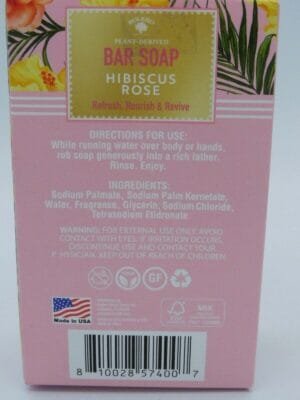 PLANT-DERIVED
BAR SOAP
HIBISCUS
ROSE
Refresh, Nourish & Revive
DIRECTIONS FOR USE:
While running water over body or hands,
rub soap generously into a rich lather.
Rinse. Enjoy.
INGREDIENTS:
Sodium Palmate, Sodium Palm Kernelate,
Water, Fragrance, Glycerin, Sodium Chloride,
Tetrasodium Etidronate
WARNING: FOR EXTERNAL USE ONLY. AVOID
CONTACT WITH EYES. IF IRRITATION OCCURS,
DISCONTINUE USE AND CONTACT YOUR
PHYSICIAN. KEEP OUT OF REACH OF CHILDREN.
GF
Made in USA
FSC
MIX
8 10028 57400 7